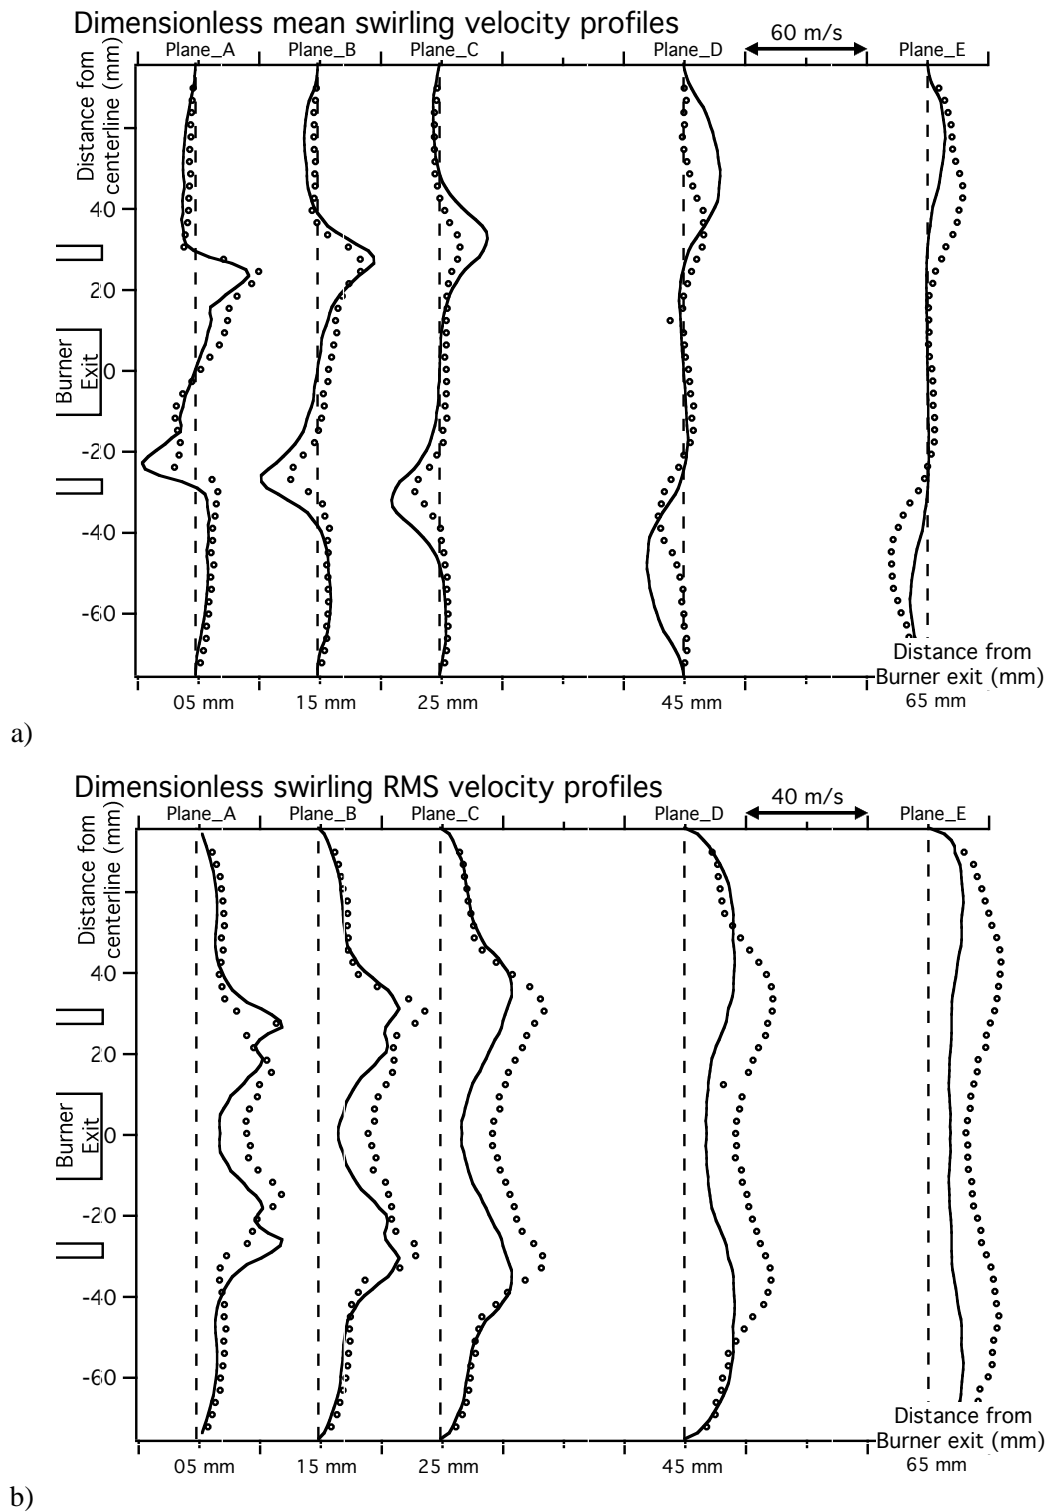 a)
Dimensionless mean swirling velocity profiles
Plane_A Plane_B Plane_C Plane_D 60 m/s Plane_E
Distance fom
centerline (mm)
40
20
0
-20
-40
-60
Burner
Exit
Distance from
Burner exit (mm)
05 mm 15 mm 25 mm 45 mm 65 mm
Dimensionless swirling RMS velocity profiles
Plane_A Plane_B Plane_C Plane_D 40 m/s Plane_E
Distance fom
centerline (mm)
40
20
0
-20
-40
-60
Burner
Exit
Distance from
Burner exit (mm)
05 mm 15 mm 25 mm 45 mm 65 mm
b)